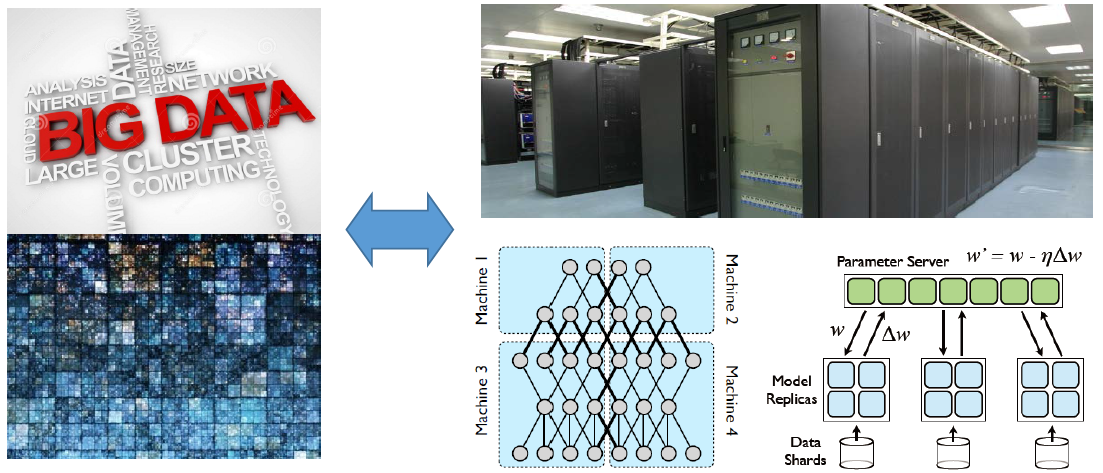 ANALYSIS
INTERNET
CLOUD
DATA
MANAGEMENT
RESEARCH
SIZE
NETWORK
BIG DATA
LARGE
VOLUM
CLUSTER
COMPUTING
TECHNOLOGY
Machine 1
Machine 2
Machine 3
Machine 4
Parameter Server w' = w - ηΔw
w
Δw
Model
Replicas
Data
Shards